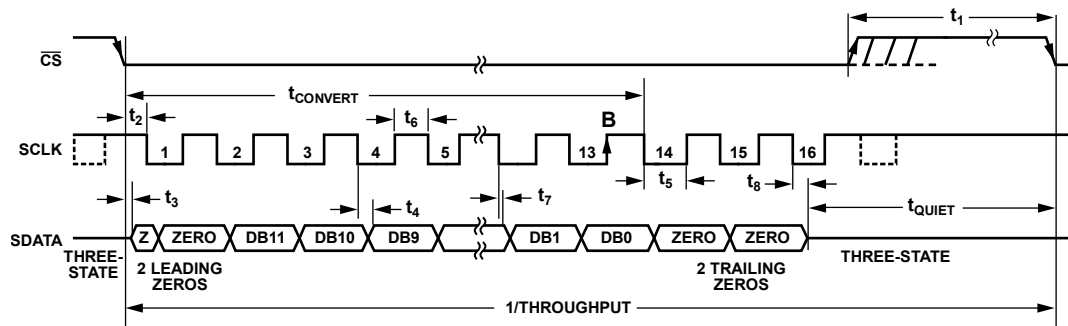 t1
CS
tCONVERT
t2
t6
B
SCLK
1 2 3 4 5 13 14 15 16
t3
t4
t7
t5
t8
tQUIET
SDATA
Z ZERO DB11 DB10 DB9 DB1 DB0 ZERO ZERO
THREE-
STATE
2 LEADING
ZEROS
2 TRAILING
ZEROS
THREE-STATE
1/THROUGHPUT